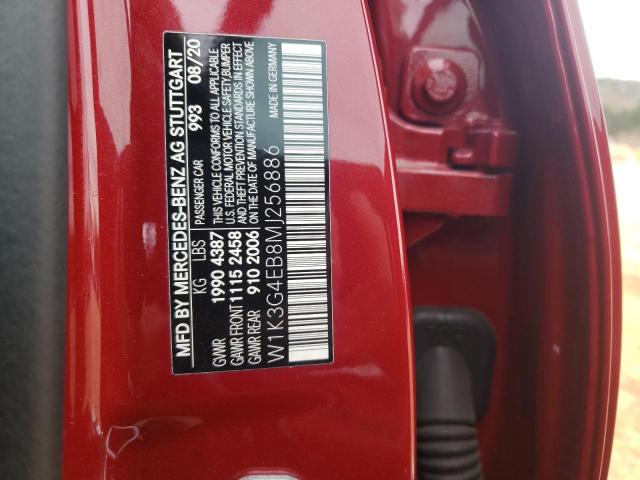 MFD BY MERCEDES-BENZ AG STUTTGART
PASSENGER CAR 993 08/20
KG LBS
GVWR 1990 4387
GAWR FRONT 1115 2458
GAWR REAR 910 2006
THIS VEHICLE CONFORMS TO ALL APPLICABLE
U.S. FEDERAL MOTOR VEHICLE SAFETY, BUMPER
AND THEFT PREVENTION STANDARDS IN EFFECT
ON THE DATE OF MANUFACTURE SHOWN ABOVE
MADE IN GERMANY
W1K3G4EB8MJ256886